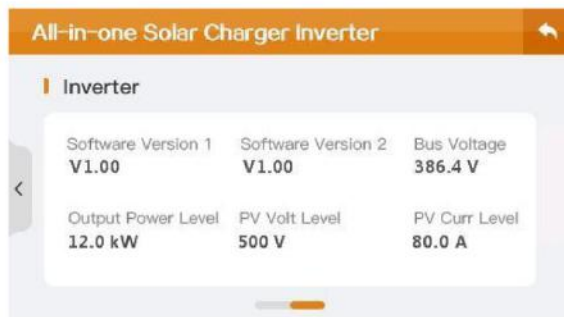 All-in-one Solar Charger Inverter
Inverter
Software Version 1 Software Version 2 Bus Voltage
V1.00 V1.00 386.4 V
Output Power Level PV Volt Level PV Curr Level
12.0 kW 500 V 80.0 A